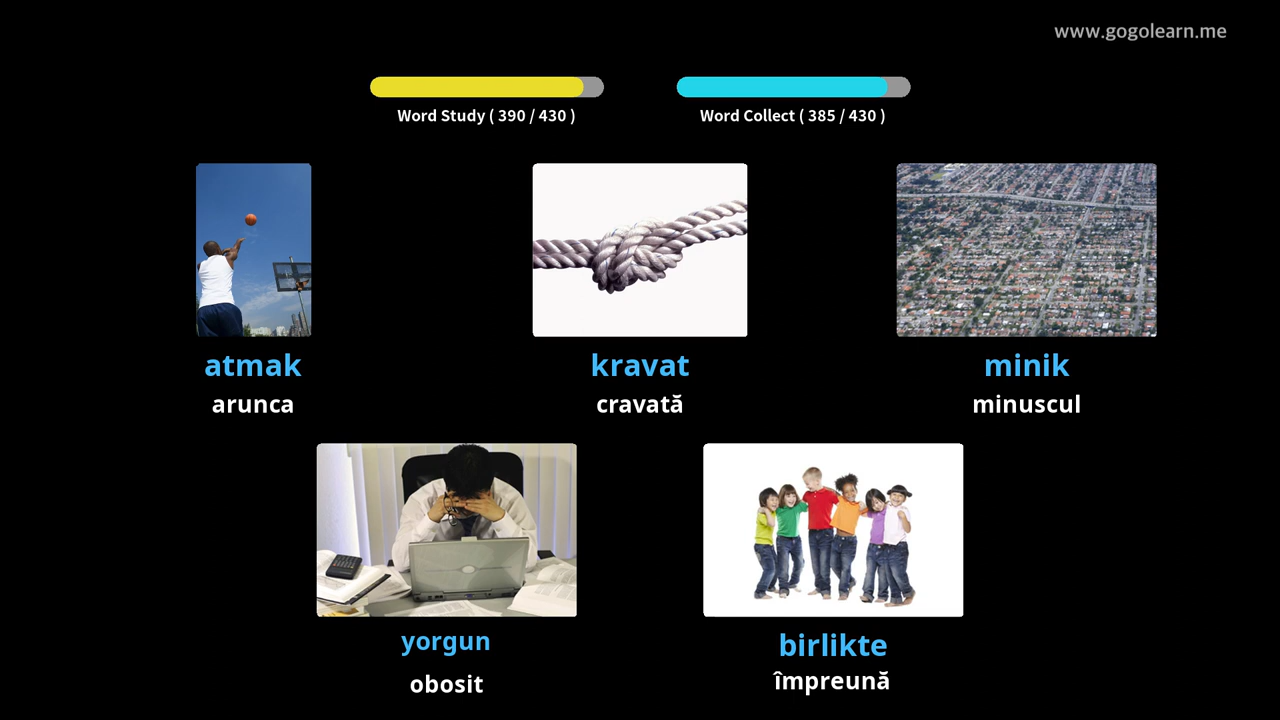 www.gogolearn.me
Word Study ( 390 / 430 )
Word Collect ( 385 / 430 )
atmak
arunca
kravat
cravată
minik
minuscul
yorgun
obosit
birlikte
împreună